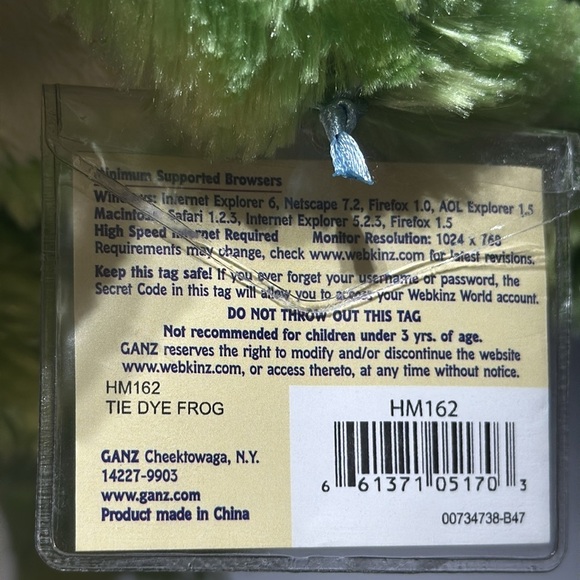 Minimum Supported Browsers
Windows: Internet Explorer 6, Netscape 7.2, Firefox 1.0, AOL Explorer 1.5
Macintosh: Safari 1.2.3, Internet Explorer 5.2.3, Firefox 1.5
High Speed Internet Required Monitor Resolution: 1024 x 768
Requirements may change, check www.webkinz.com for latest revisions.
Keep this tag safe! If you ever forget your username or password, the
Secret Code in this tag will allow you to access your Webkinz World account.
DO NOT THROW OUT THIS TAG
Not recommended for children under 3 yrs. of age.
GANZ reserves the right to modify and/or discontinue the website
www.webkinz.com, or access thereto, at any time without notice.
HM162
TIE DYE FROG
GANZ Cheektowaga, N.Y.
14227-9903
www.ganz.com
Product made in China
HM162
6 61371 05170 3
00734738-B47